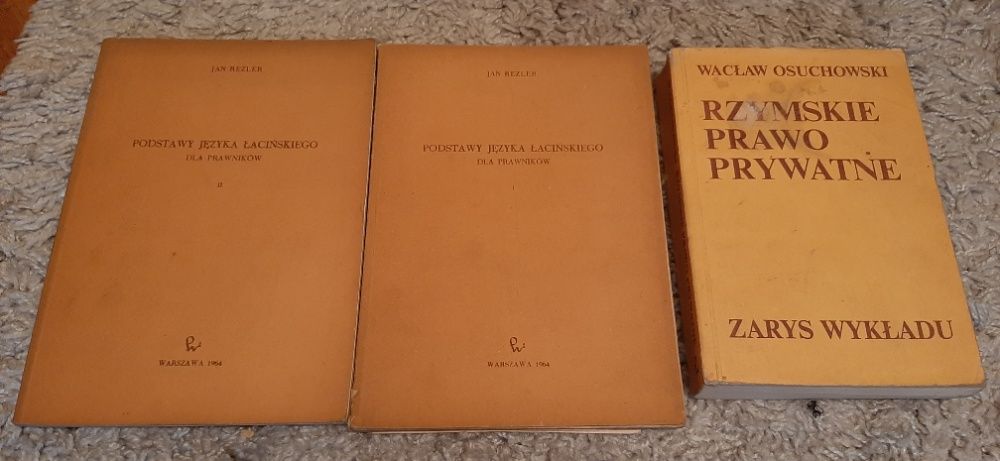 JAN REZLER
PODSTAWY JĘZYKA ŁACIŃSKIEGO
DLA PRAWNIKÓW
II
WARSZAWA 1964
JAN REZLER
PODSTAWY JĘZYKA ŁACIŃSKIEGO
DLA PRAWNIKÓW
I
WARSZAWA 1964
WACŁAW OSUCHOWSKI
RZYMSKIE
PRAWO
PRYWATNE
ZARYS WYKŁADU